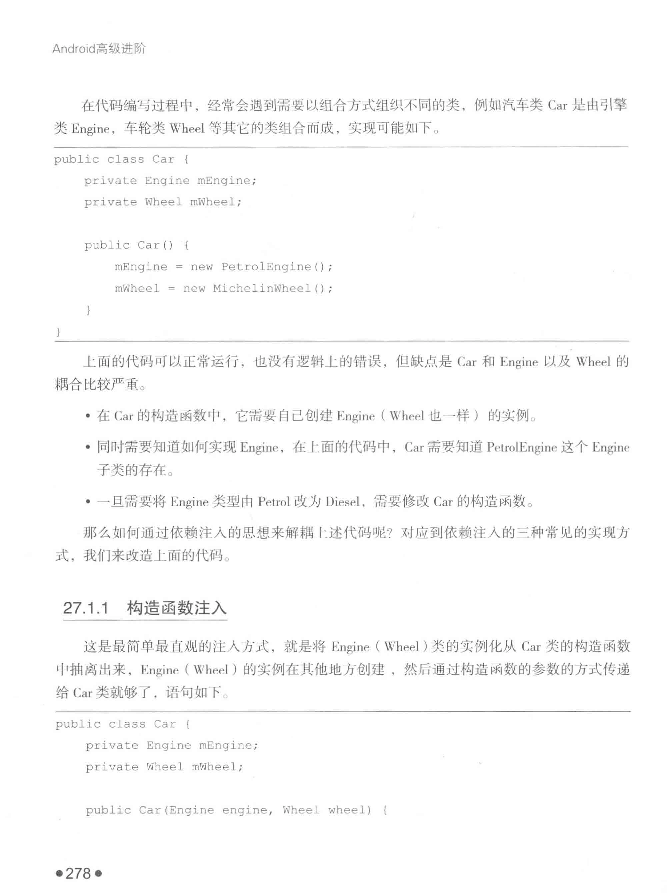 Android高级进阶
在代码编写过程中，经常会遇到需要以组合方式组织不同的类，例如汽车类 Car 是由引擎
类 Engine，车轮类 Wheel 等其它的类组合而成，实现可能如下。
public class Car {
private Engine mEngine;
private Wheel mWheel;
public Car() {
mEngine = new PetrolEngine();
mWheel = new MichelinWheel();
}
}
上面的代码可以正常运行，也没有逻辑上的错误，但缺点是 Car 和 Engine 以及 Wheel 的
耦合比较严重。
• 在 Car 的构造函数中，它需要自己创建 Engine（Wheel 也一样）的实例。
• 同时需要知道如何实现 Engine，在上面的代码中，Car 需要知道 PetrolEngine 这个 Engine
子类的存在。
• 一旦需要将 Engine 类型由 Petrol 改为 Diesel，需要修改 Car 的构造函数。
那么如何通过依赖注入的思想来解耦上述代码呢？对应到依赖注入的三种常见的实现方
式，我们来改造上面的代码。
27.1.1 构造函数注入
这是最简单最直观的注入方式，就是将 Engine（Wheel）类的实例化从 Car 类的构造函数
中抽离出来，Engine（Wheel）的实例在其他地方创建，然后通过构造函数的参数的方式传递
给 Car 类就够了，语句如下。
public class Car {
private Engine mEngine;
private Wheel mWheel;
public Car(Engine engine, Wheel wheel) {
●278●